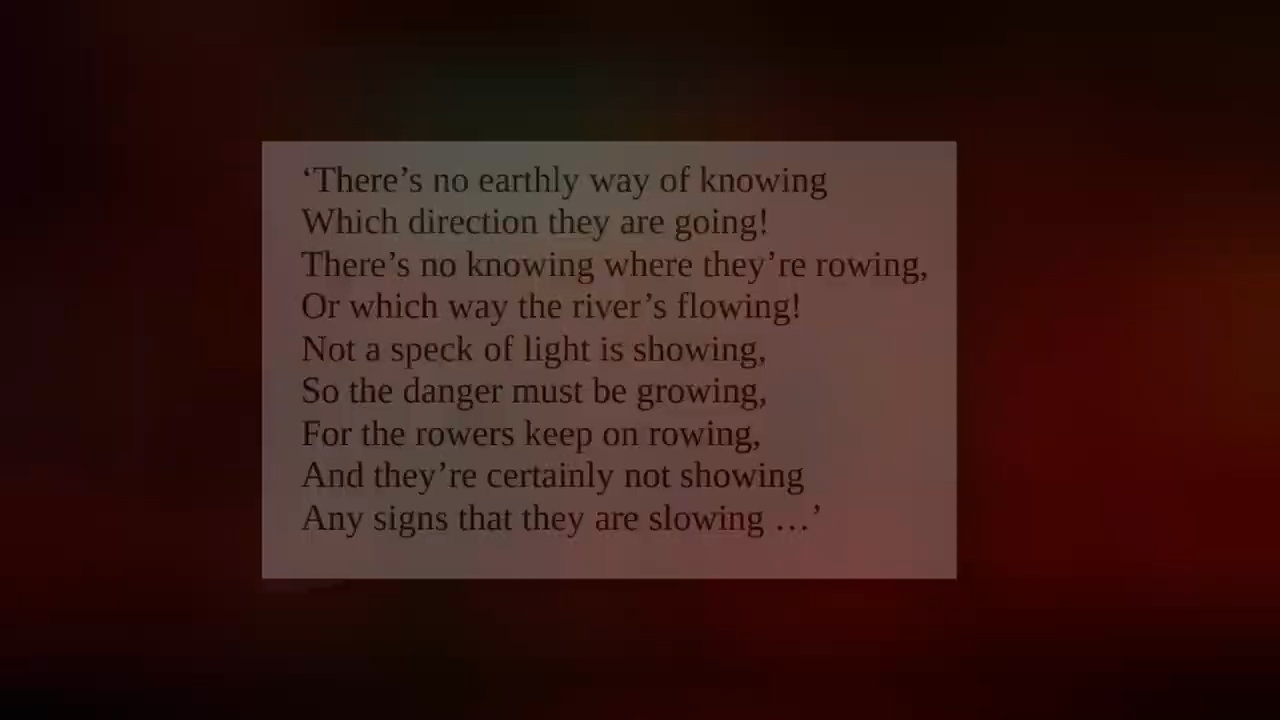 ‘There’s no earthly way of knowing
Which direction they are going!
There’s no knowing where they’re rowing,
Or which way the river’s flowing!
Not a speck of light is showing,
So the danger must be growing,
For the rowers keep on rowing,
And they’re certainly not showing
Any signs that they are slowing …’